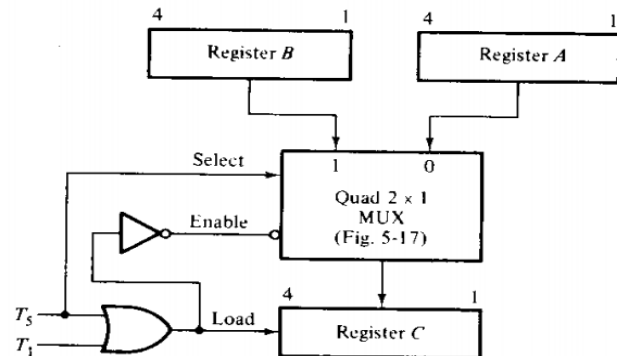 4 1 4 1
Register B Register A
Select
1 0
Quad 2 × 1
MUX
(Fig. 5-17)
Enable
4 1
T5
Load
Register C
T1